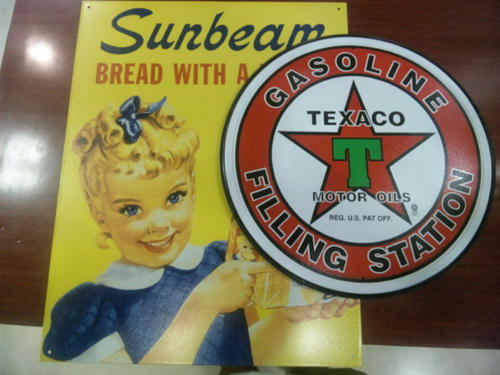 Sunbeam
BREAD WITH A
GASOLINE
TEXACO
T
MOTOR OILS
REG. U.S. PAT OFF.
FILLING STATION